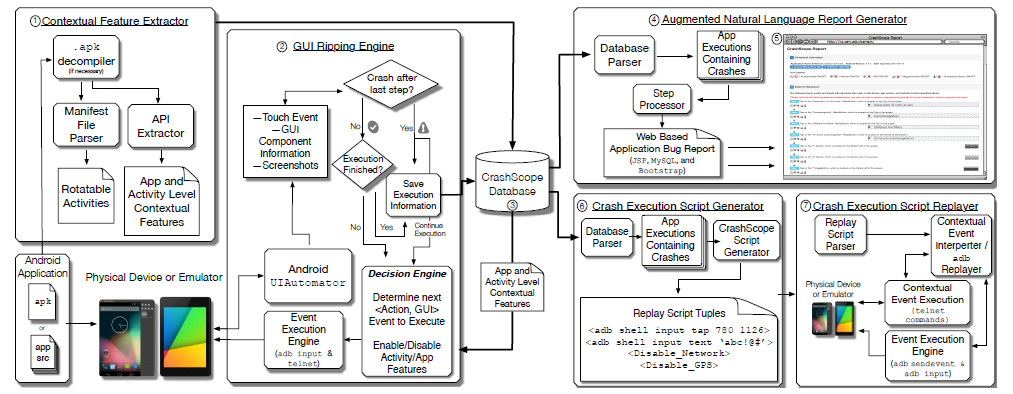 ① Contextual Feature Extractor
.apk
decompiler
(if necessary)
Manifest
File
Parser
API
Extractor
Rotatable
Activities
App and
Activity Level
Contextual
Features
Android
Application
apk
or
app
src
Physical Device or Emulator
② GUI Ripping Engine
Crash after
last step?
—Touch Event
—GUI
Component
Information
—Screenshots
No
Yes
Execution
Finished?
Save
Execution
Information
No
Yes
Continue
Execution
Android
UIAutomator
Event
Execution
Engine
(adb input &
telnet)
Decision Engine
Determine next
<Action, GUI>
Event to Execute
Enable/Disable
Activity/App
Features
CrashScope
Database
③
App and
Activity Level
Contextual
Features
④ Augmented Natural Language Report Generator
Database
Parser
App
Executions
Containing
Crashes
Step
Processor
Web Based
Application Bug Report
(JSP, MySQL, and
Bootstrap)
⑤
CrashScope Report
CrashScope Report
⑥ Crash Execution Script Generator
Database
Parser
App
Executions
Containing
Crashes
CrashScope
Script
Generator
Replay Script Tuples
<adb shell input tap 780 1126>
<adb shell input text ‘abc!@#’>
<Disable_Network>
<Disable_GPS>
⑦ Crash Execution Script Replayer
Replay
Script
Parser
Contextual
Event
Interperter /
adb
Replayer
Physical Device
or Emulator
Contextual
Event Execution
(telnet
commands)
Event Execution
Engine
(adb sendevent &
adb input)